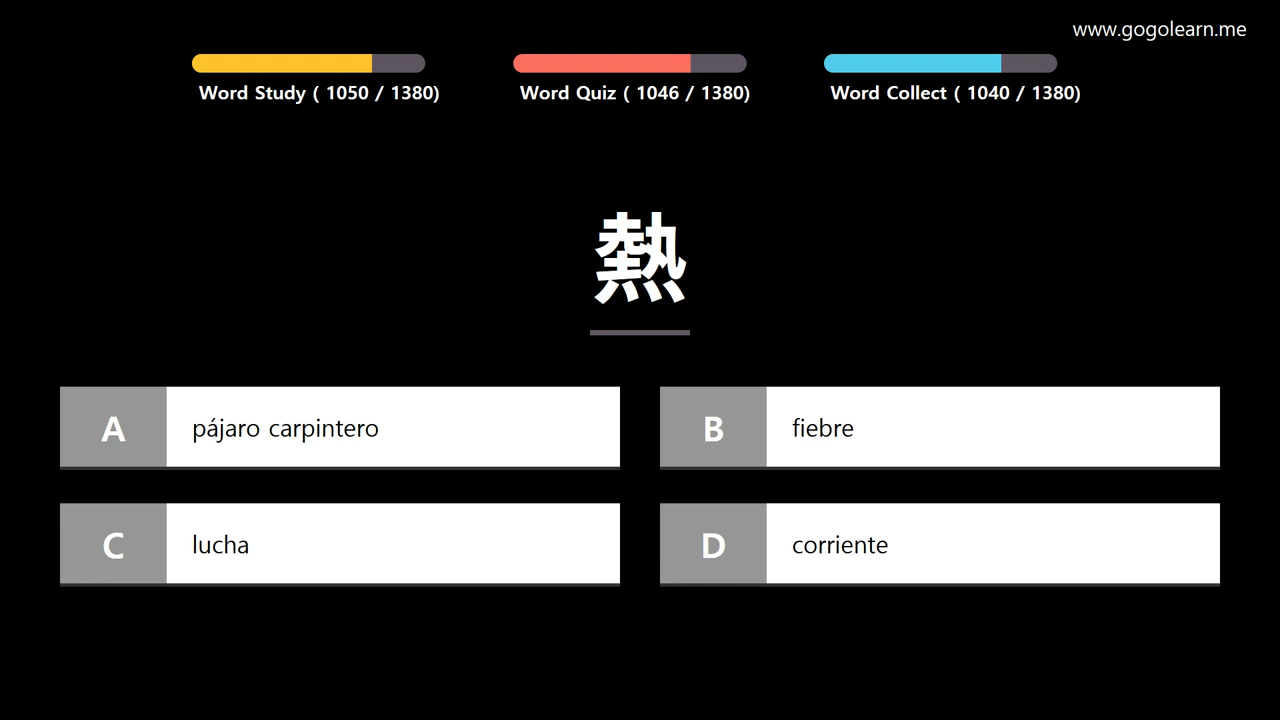 www.gogolearn.me
Word Study ( 1050 / 1380)
Word Quiz ( 1046 / 1380)
Word Collect ( 1040 / 1380)
熱
A pájaro carpintero
B fiebre
C lucha
D corriente